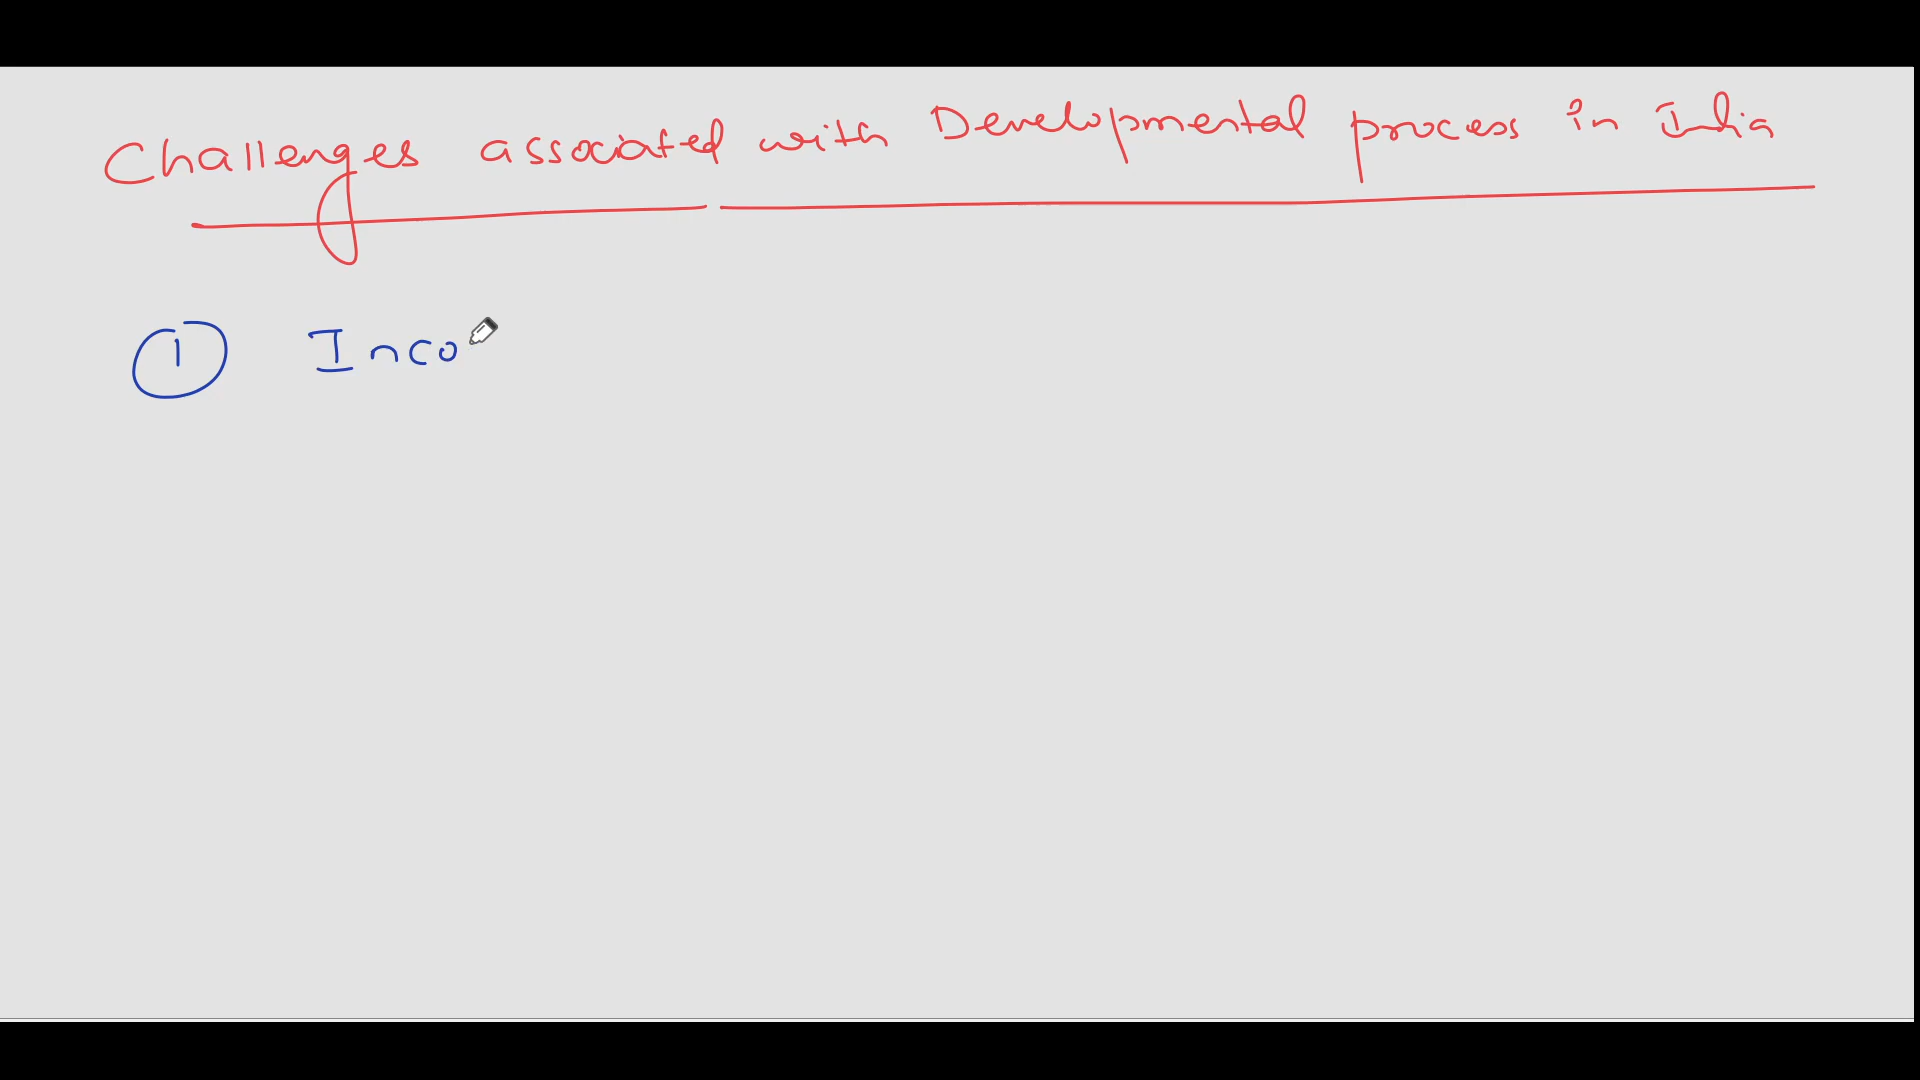 Challenges associated with Developmental process in India
1 Inco